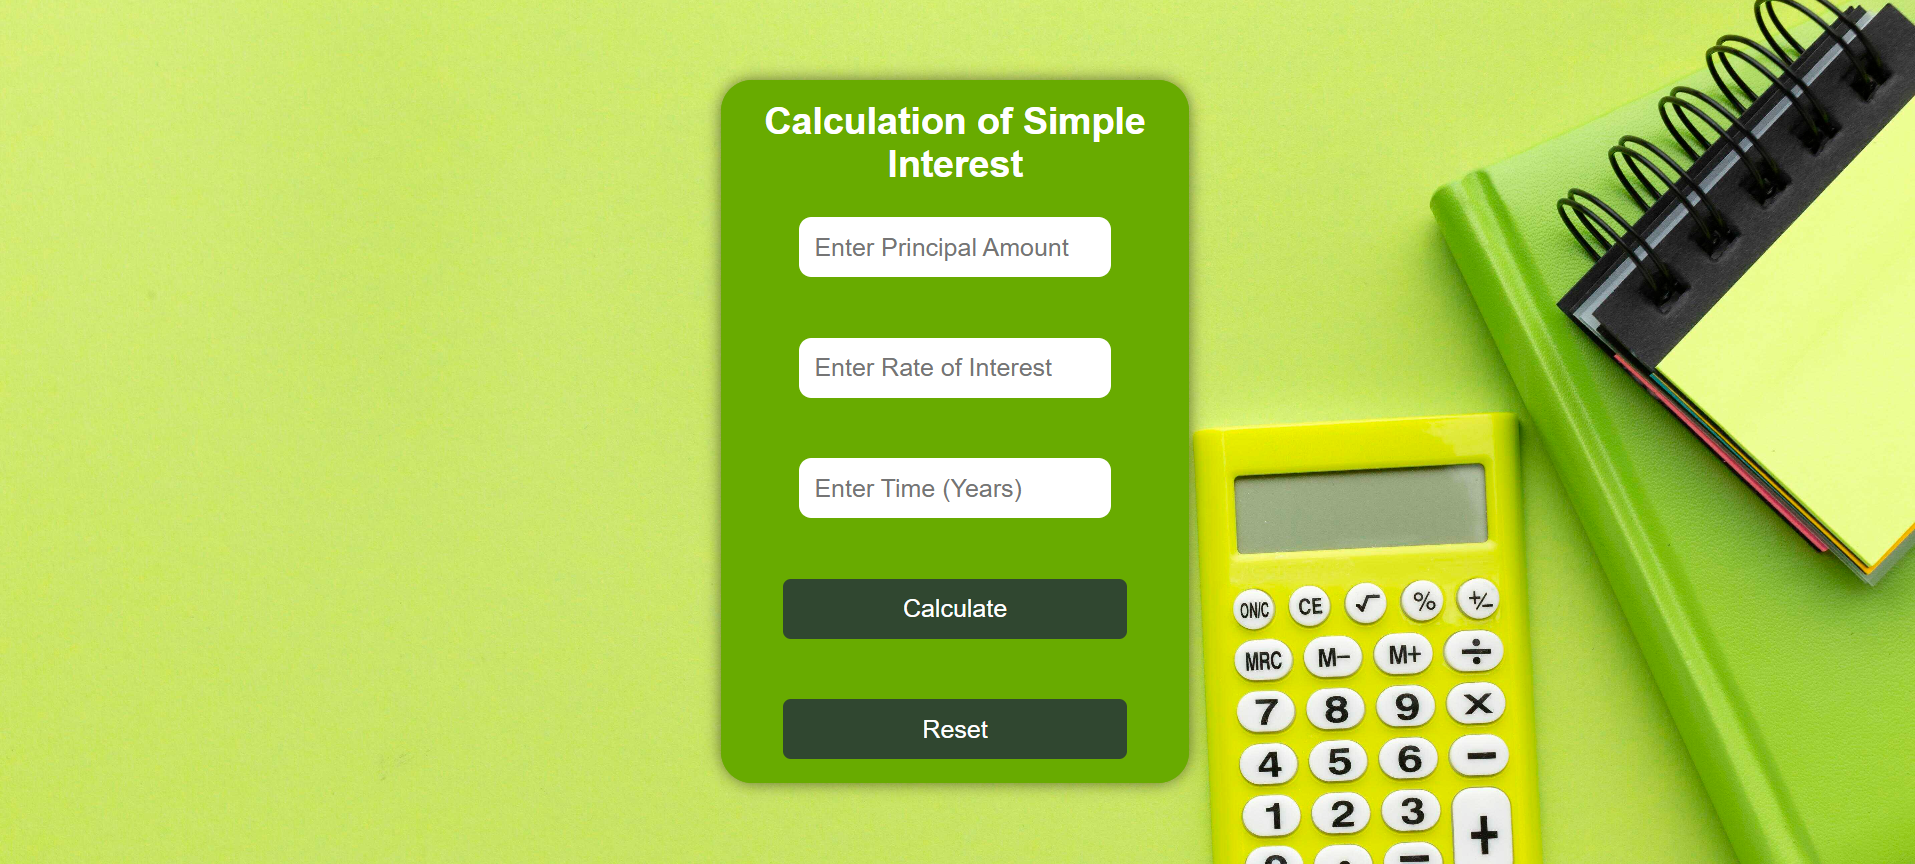 Calculation of Simple
Interest
Enter Principal Amount
Enter Rate of Interest
Enter Time (Years)
Calculate
Reset
ON/C CE √ % +/−
MRC M− M+ ÷
7 8 9 ×
4 5 6 −
1 2 3 +